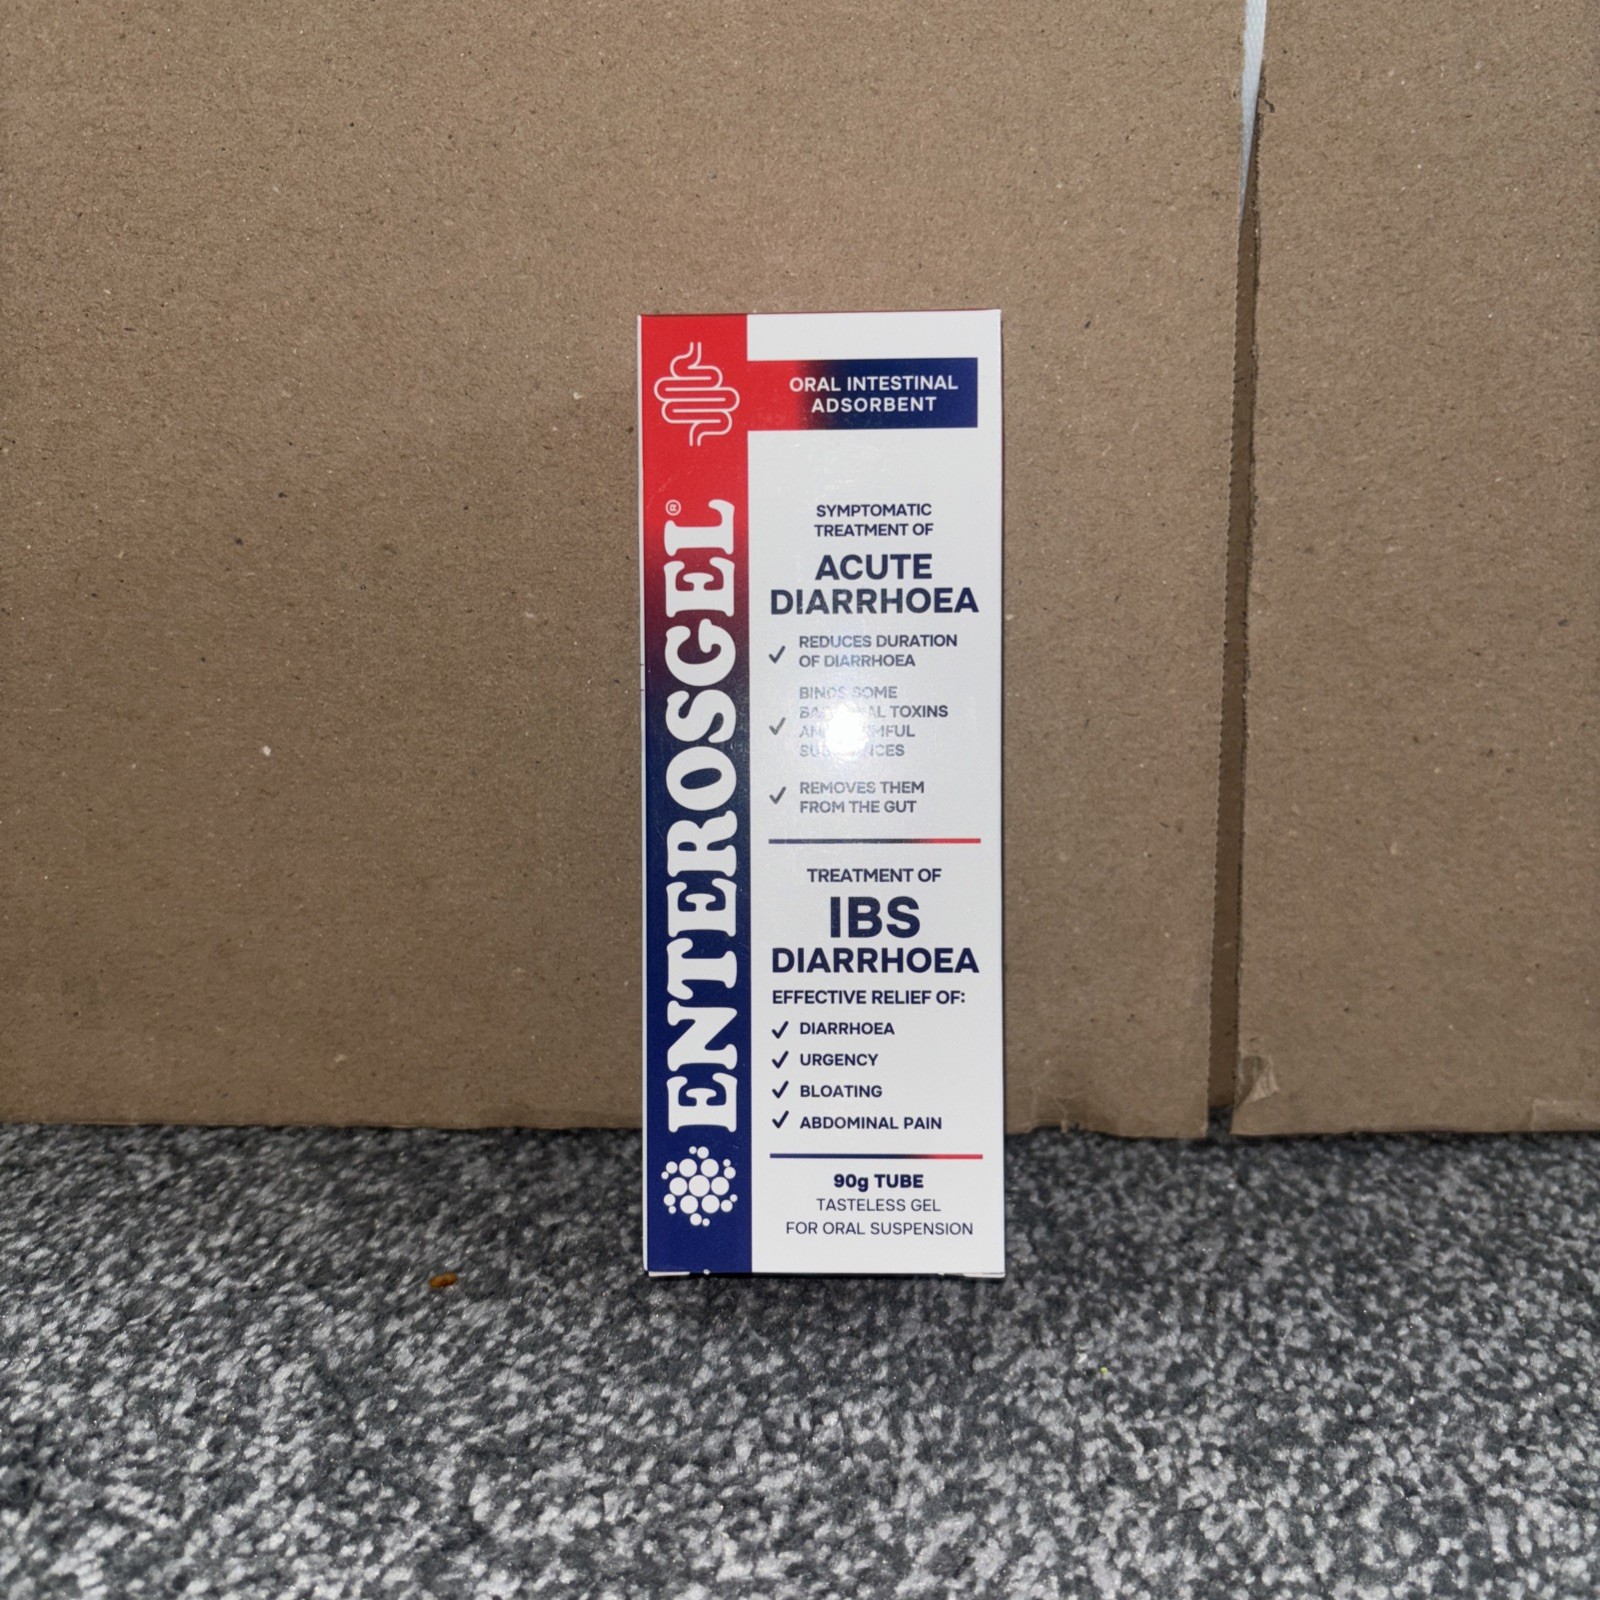 ENTEROSGEL®
ORAL INTESTINAL
ADSORBENT
SYMPTOMATIC
TREATMENT OF
ACUTE
DIARRHOEA
REDUCES DURATION
OF DIARRHOEA
BINDS SOME
TOXINS
REMOVES THEM
FROM THE GUT
TREATMENT OF
IBS
DIARRHOEA
EFFECTIVE RELIEF OF:
DIARRHOEA
URGENCY
BLOATING
ABDOMINAL PAIN
90g TUBE
TASTELESS GEL
FOR ORAL SUSPENSION